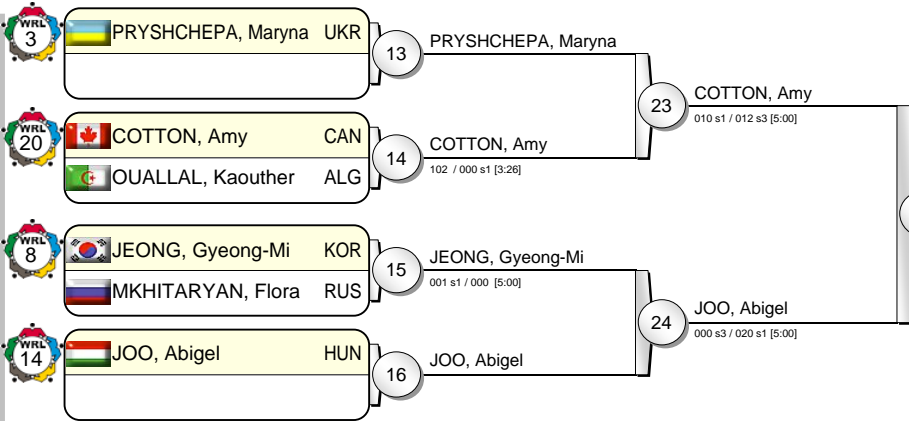 WRL
3
PRYSHCHEPA, Maryna UKR
13
PRYSHCHEPA, Maryna
23
COTTON, Amy
010 s1 / 012 s3 [5:00]
WRL
20
COTTON, Amy CAN
OUALLAL, Kaouther ALG
14
COTTON, Amy
102 / 000 s1 [3:26]
WRL
8
JEONG, Gyeong-Mi KOR
MKHITARYAN, Flora RUS
15
JEONG, Gyeong-Mi
001 s1 / 000 [5:00]
24
JOO, Abigel
000 s3 / 020 s1 [5:00]
WRL
14
JOO, Abigel HUN
16
JOO, Abigel